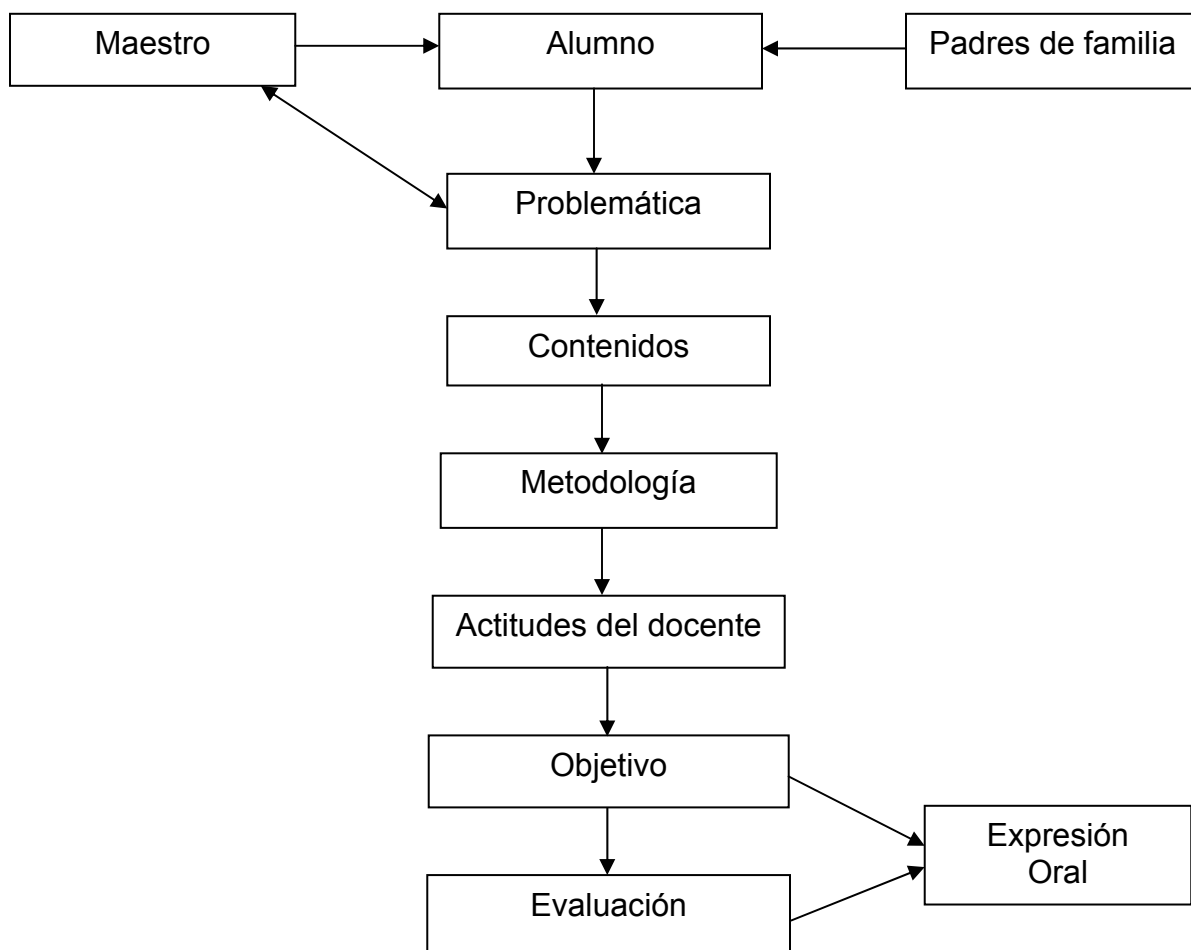 Maestro
Alumno
Padres de familia
Problemática
Contenidos
Metodología
Actitudes del docente
Objetivo
Expresión
Oral
Evaluación